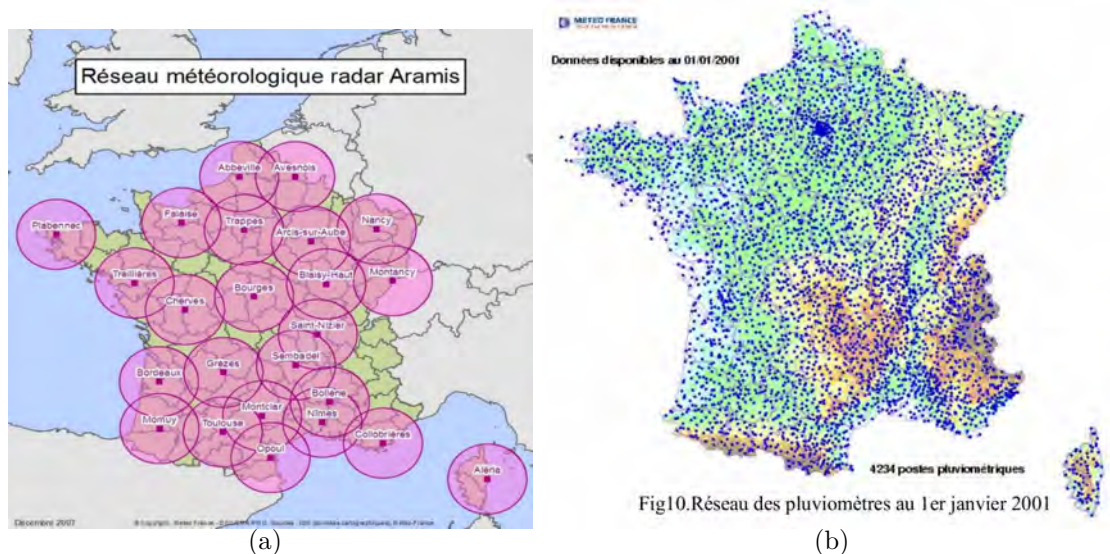 Réseau météorologique radar Aramis
Abbeville
Avesnois
Falaise
Trappes
Arcis-sur-Aube
Nancy
Plabennec
Treillières
Cherves
Bourges
Blaisy-Haut
Montancy
Saint-Nizier
Sembadel
Grèzes
Bordeaux
Bollène
Montclar
Nîmes
Momuy
Toulouse
Opoul
Collobrières
Aléria
Décembre 2007
(a)
METEO FRANCE
Données disponibles au 01/01/2001
4234 postes pluviométriques
Fig10.Réseau des pluviomètres au 1er janvier 2001
(b)